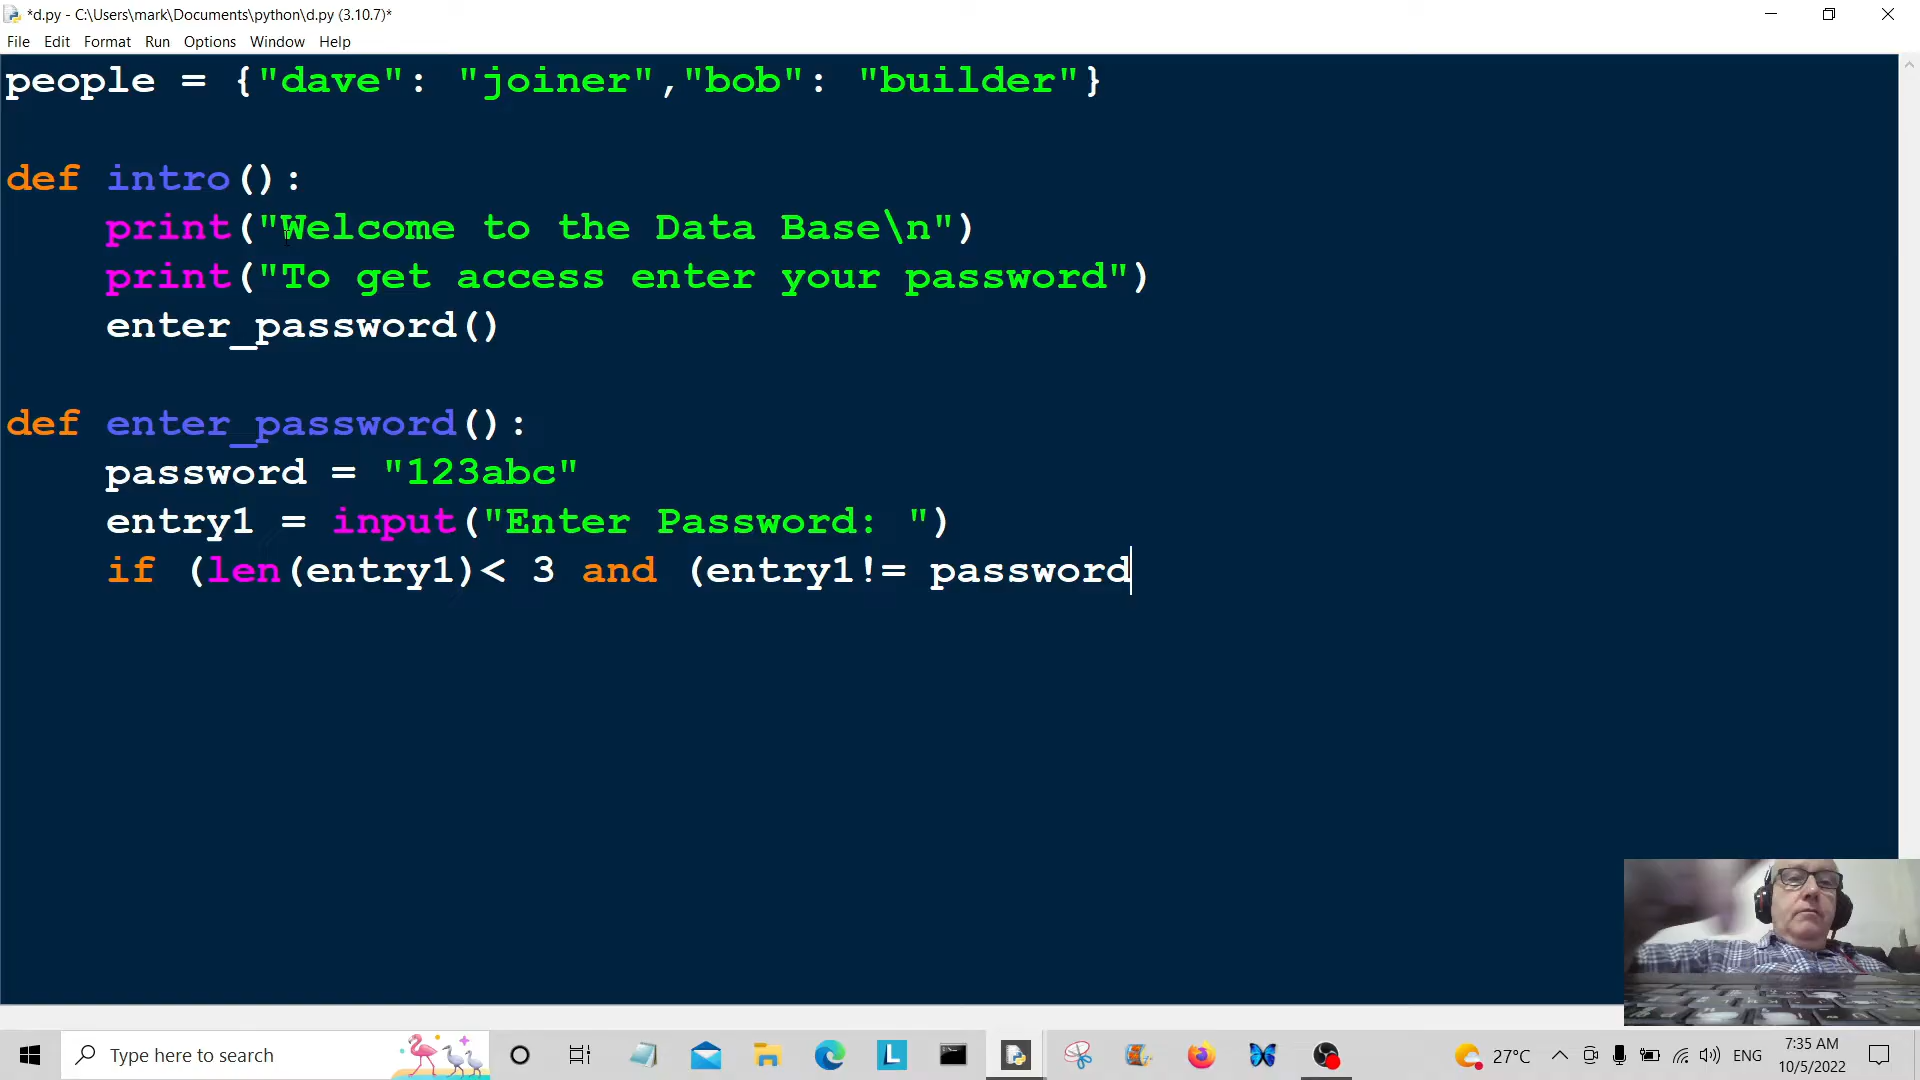 *d.py - C:\Users\mark\Documents\python\d.py (3.10.7)*
File Edit Format Run Options Window Help
people = {"dave": "joiner","bob": "builder"}
def intro():
    print("Welcome to the Data Base\n")
    print("To get access enter your password")
    enter_password()
def enter_password():
    password = "123abc"
    entry1 = input("Enter Password: ")
    if (len(entry1)< 3 and (entry1!= password
Type here to search
L
27°C
ENG
7:35 AM
10/5/2022